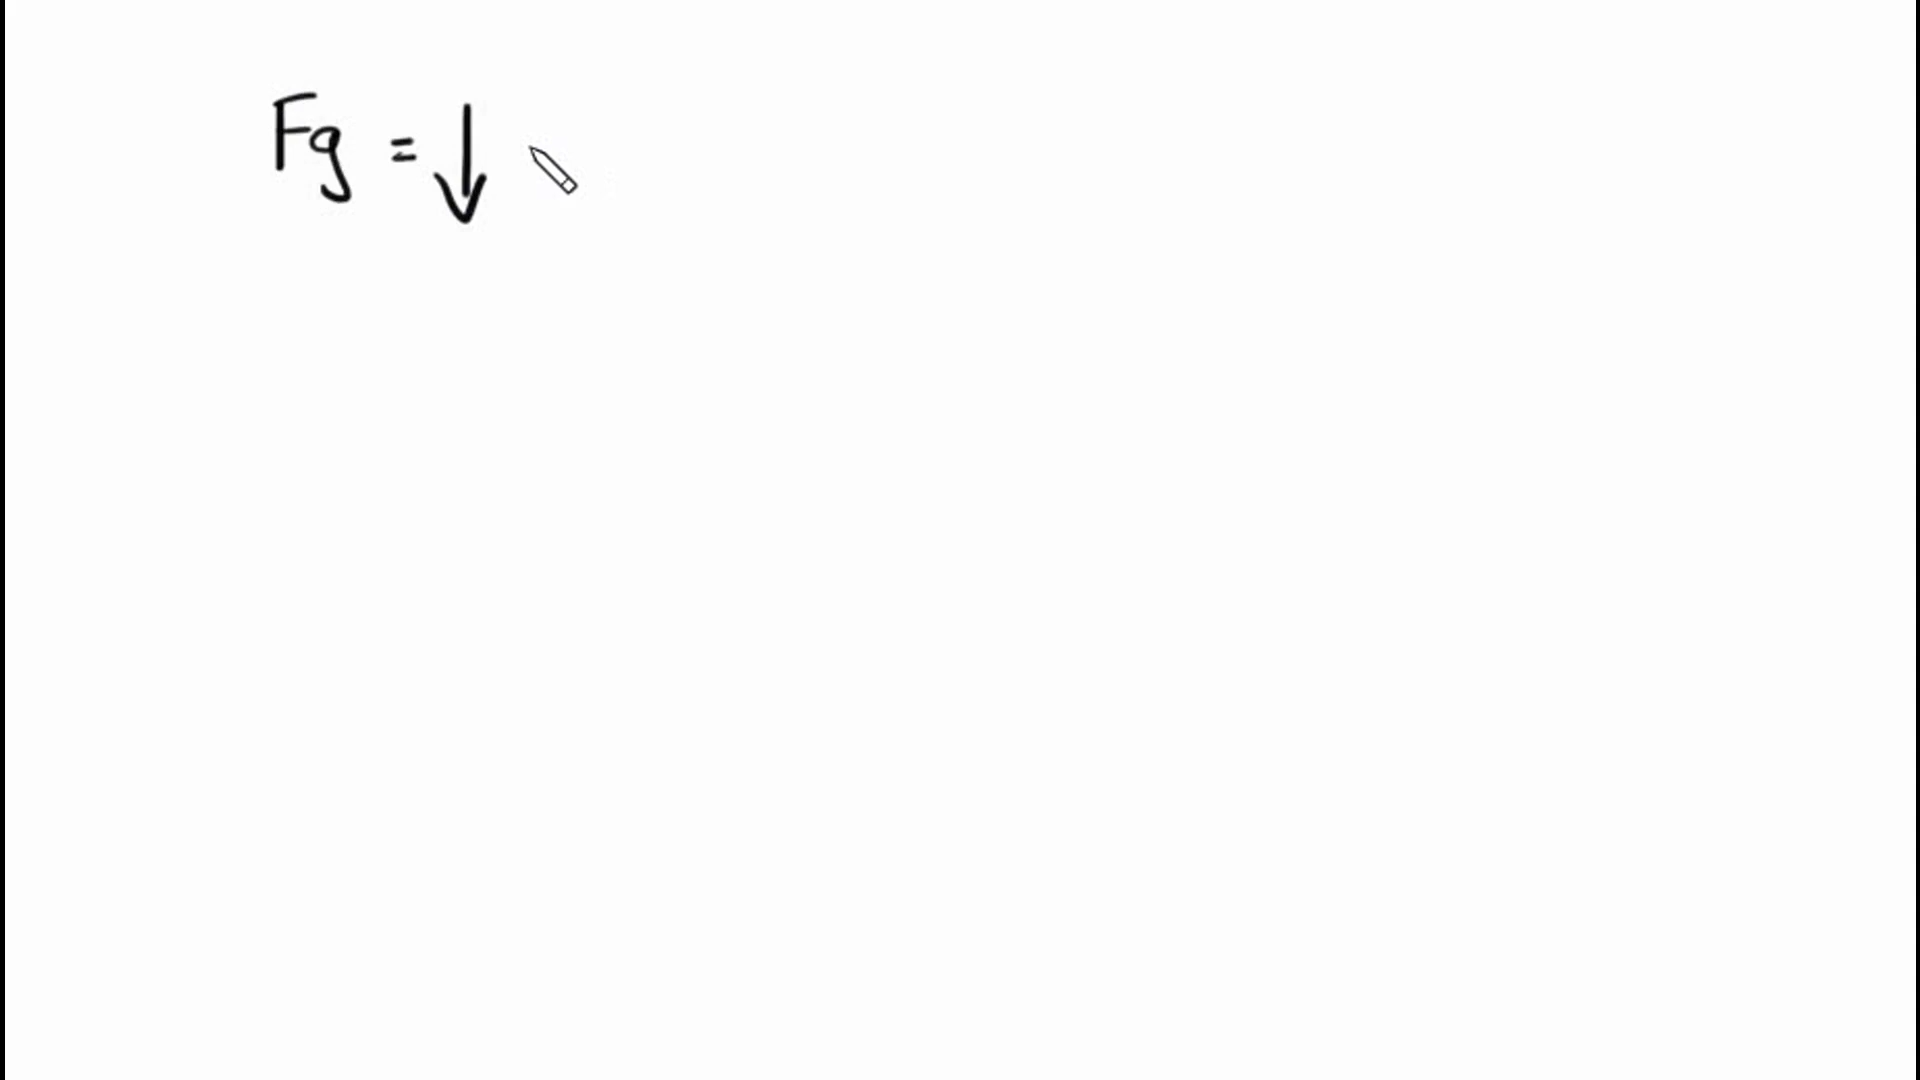 Fg = ↓